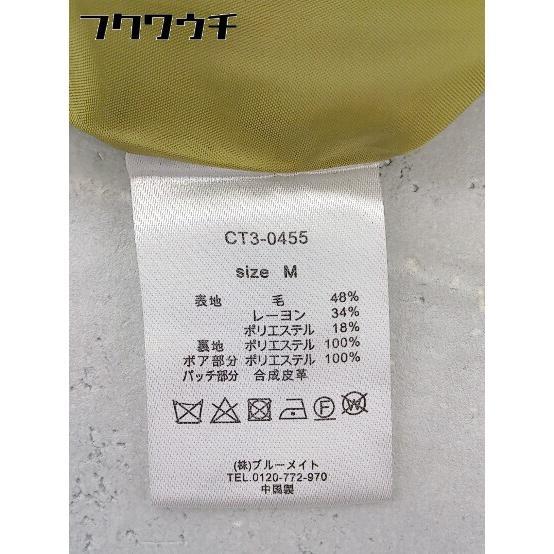 フクワウチ
CT3-0455
size M
表地 毛 48%
レーヨン 34%
ポリエステル 18%
裏地 ポリエステル 100%
ボア部分 ポリエステル 100%
パッチ部分 合成皮革
F W
(株)ブルーメイト
TEL.0120-772-970
中国製